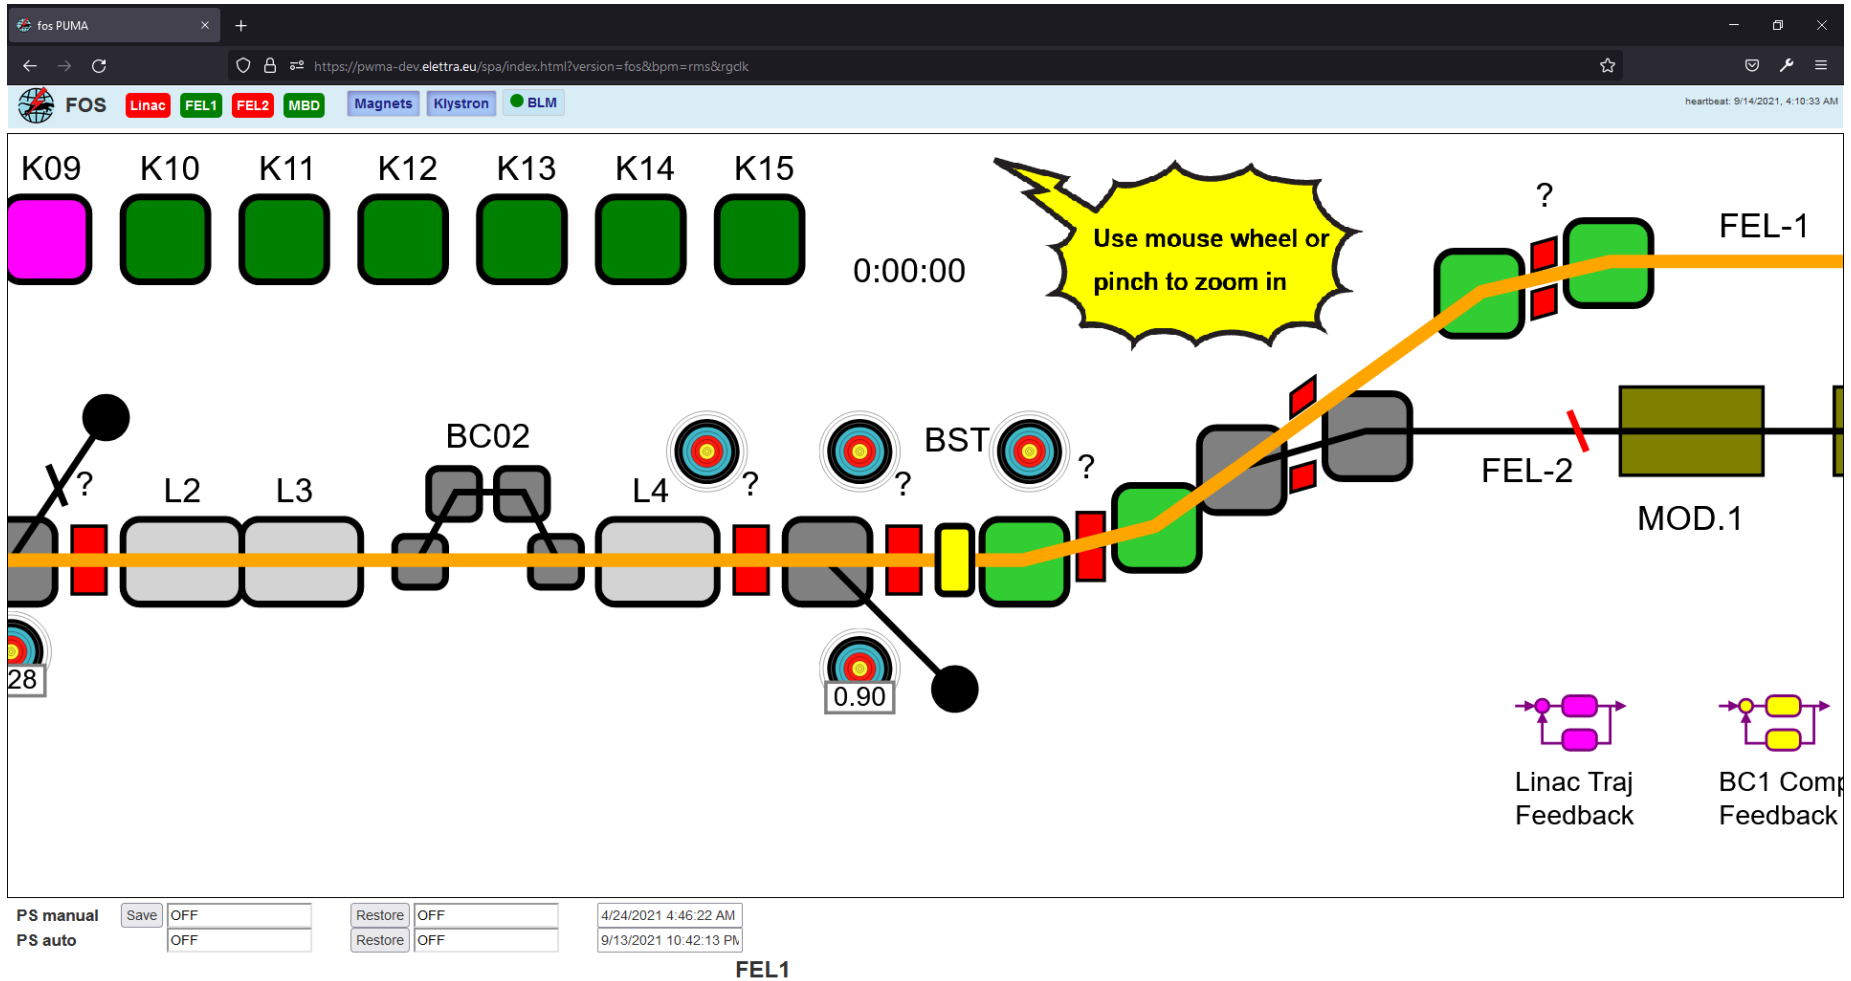 fos PUMA
https://pwma-dev.elettra.eu/spa/index.html?version=fos&bpm=rms&rgclk
FOS Linac FEL1 FEL2 MBD Magnets Klystron BLM
heartbeat: 9/14/2021, 4:10:33 AM
K09 K10 K11 K12 K13 K14 K15
0:00:00
Use mouse wheel or
pinch to zoom in
?
FEL-1
BC02
BST
?
L2 L3 L4
?
?
?
FEL-2
MOD.1
28
0.90
Linac Traj
Feedback
BC1 Comp
Feedback
PS manual Save OFF Restore OFF 4/24/2021 4:46:22 AM
PS auto OFF Restore OFF 9/13/2021 10:42:13 PM
FEL1